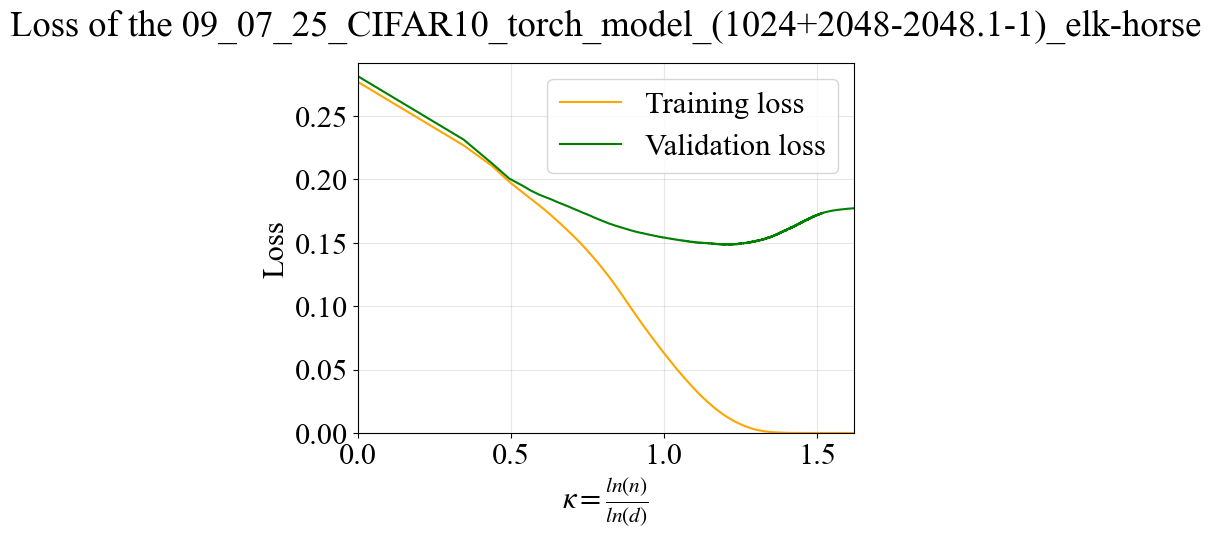 Loss of the 09_07_25_CIFAR10_torch_model_(1024+2048-2048.1-1)_elk-horse
Training loss
Validation loss
Loss
0.25
0.20
0.15
0.10
0.05
0.00
0.0 0.5 1.0 1.5
κ = ln(n)/ln(d)